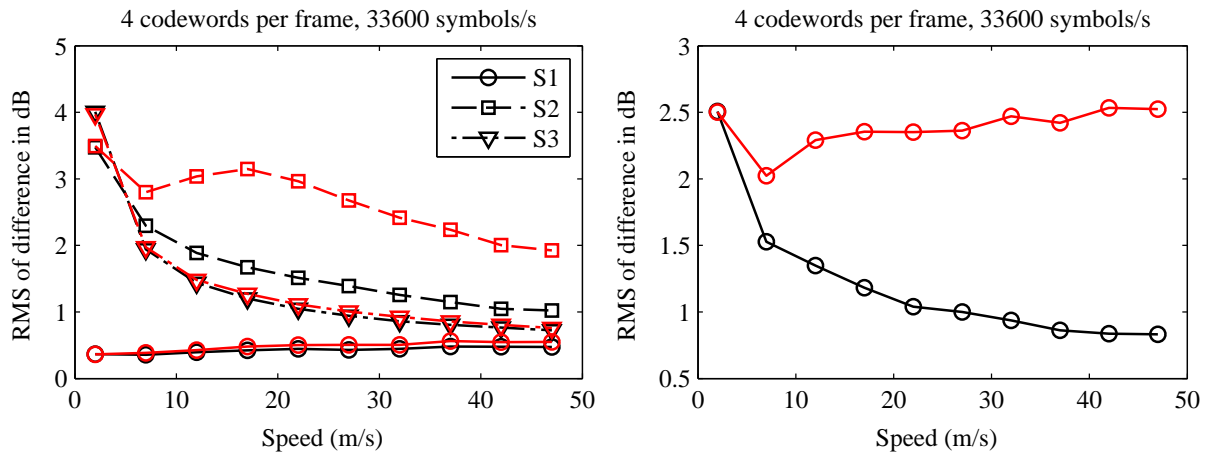 4 codewords per frame, 33600 symbols/s
5
4
3
2
1
0
0
10
20
30
40
50
RMS of difference in dB
Speed (m/s)
S1
S2
S3
4 codewords per frame, 33600 symbols/s
3
2.5
2
1.5
1
0.5
0
10
20
30
40
50
RMS of difference in dB
Speed (m/s)